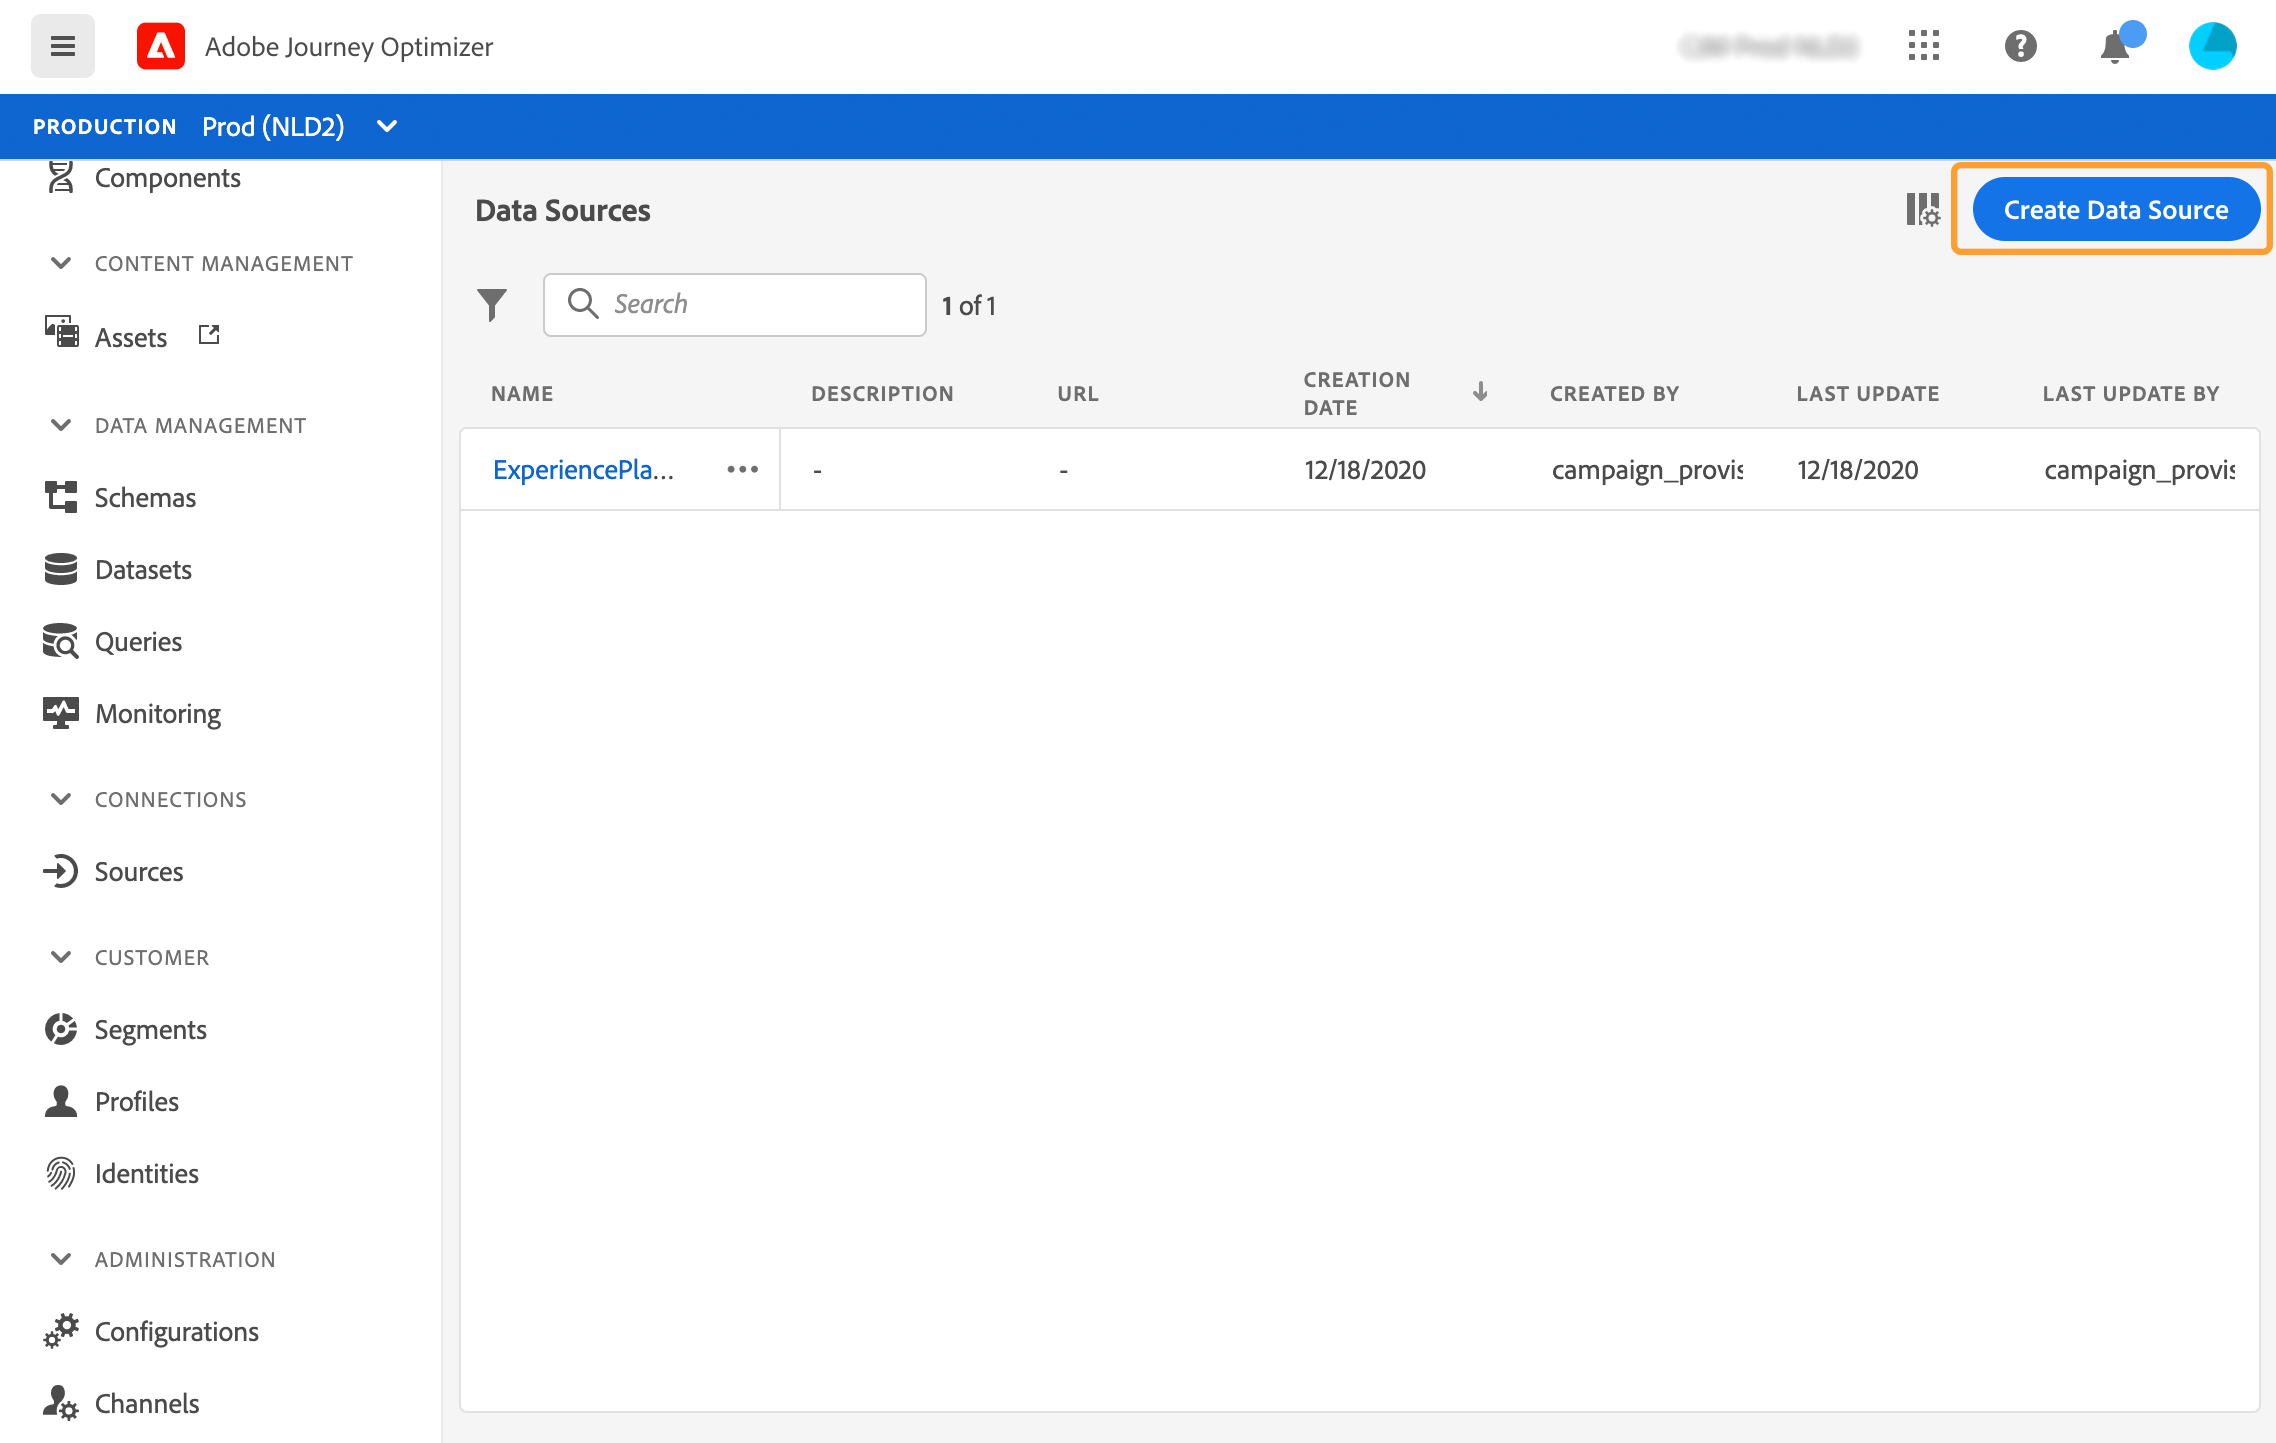 Adobe Journey Optimizer
PRODUCTION Prod (NLD2)
Components
CONTENT MANAGEMENT
Assets
DATA MANAGEMENT
Schemas
Datasets
Queries
Monitoring
CONNECTIONS
Sources
CUSTOMER
Segments
Profiles
Identities
ADMINISTRATION
Configurations
Channels
Data Sources
Create Data Source
Search
1 of 1
NAME DESCRIPTION URL CREATION DATE CREATED BY LAST UPDATE LAST UPDATE BY
ExperiencePla... ••• - - 12/18/2020 campaign_provis 12/18/2020 campaign_provis